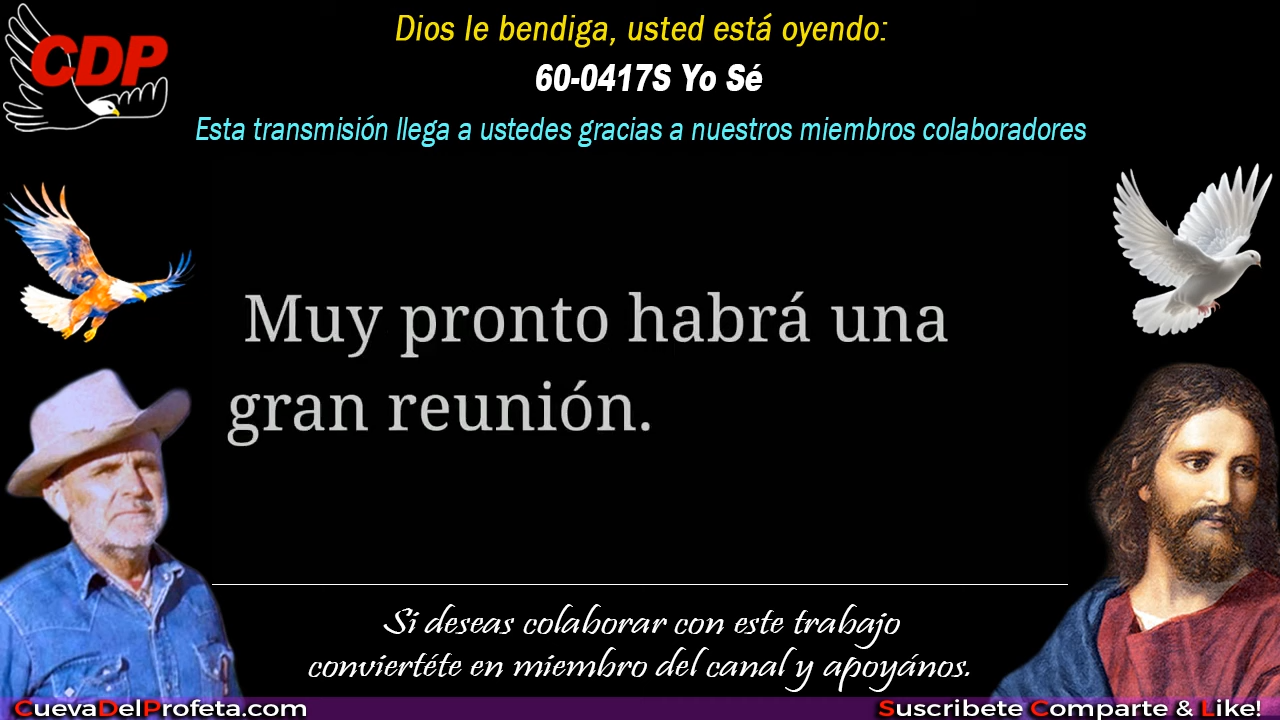 CDP
Dios le bendiga, usted está oyendo:
60-0417S Yo Sé
Esta transmisión llega a ustedes gracias a nuestros miembros colaboradores
Muy pronto habrá una
gran reunión.
Si deseas colaborar con este trabajo
conviertéte en miembro del canal y apoyános.
CuevaDelProfeta.com
Suscribete Comparte & Like!